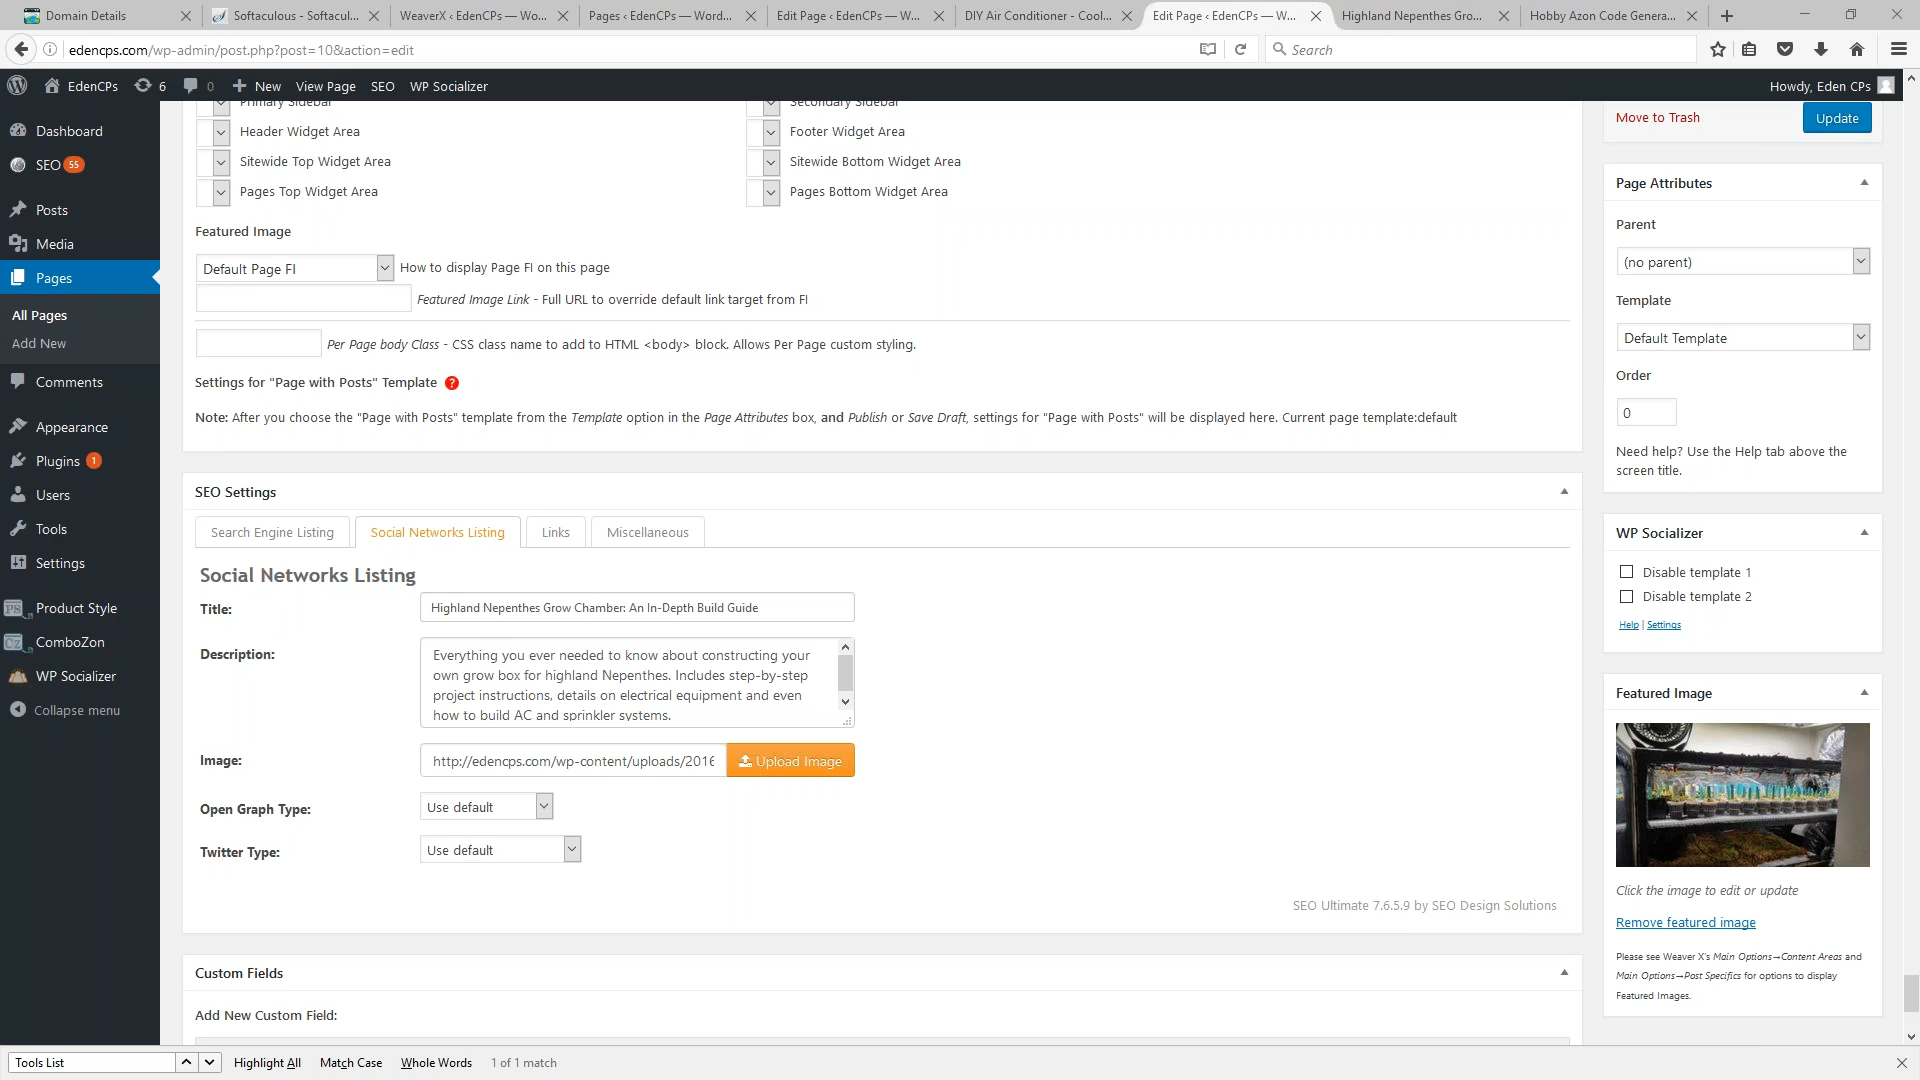 Domain Details
Softaculous - Softacul...
WeaverX ‹ EdenCPs — Wo...
Pages ‹ EdenCPs — Word...
Edit Page ‹ EdenCPs — W...
DIY Air Conditioner - Cool...
Edit Page ‹ EdenCPs — W...
Highland Nepenthes Gro...
Hobby Azon Code Genera...
edencps.com/wp-admin/post.php?post=10&action=edit
Search
EdenCPs
6
0
New
View Page
SEO
WP Socializer
Howdy, Eden CPs
Dashboard
SEO 55
Posts
Media
Pages
All Pages
Add New
Comments
Appearance
Plugins 1
Users
Tools
Settings
PS Product Style
CZ ComboZon
WP Socializer
Collapse menu
Primary Sidebar
Secondary Sidebar
Header Widget Area
Footer Widget Area
Sitewide Top Widget Area
Sitewide Bottom Widget Area
Pages Top Widget Area
Pages Bottom Widget Area
Featured Image
Default Page FI
How to display Page FI on this page
Featured Image Link - Full URL to override default link target from FI
Per Page body Class - CSS class name to add to HTML <body> block. Allows Per Page custom styling.
Settings for "Page with Posts" Template ?
Note: After you choose the "Page with Posts" template from the Template option in the Page Attributes box, and Publish or Save Draft, settings for "Page with Posts" will be displayed here. Current page template:default
SEO Settings
Search Engine Listing
Social Networks Listing
Links
Miscellaneous
Social Networks Listing
Title:
Highland Nepenthes Grow Chamber: An In-Depth Build Guide
Description:
Everything you ever needed to know about constructing your
own grow box for highland Nepenthes. Includes step-by-step
project instructions, details on electrical equipment and even
how to build AC and sprinkler systems.
Image:
http://edencps.com/wp-content/uploads/2016
Upload Image
Open Graph Type:
Use default
Twitter Type:
Use default
SEO Ultimate 7.6.5.9 by SEO Design Solutions
Custom Fields
Add New Custom Field:
Move to Trash
Update
Page Attributes
Parent
(no parent)
Template
Default Template
Order
0
Need help? Use the Help tab above the
screen title.
WP Socializer
Disable template 1
Disable template 2
Help | Settings
Featured Image
Click the image to edit or update
Remove featured image
Please see Weaver X's Main Options→Content Areas and
Main Options→Post Specifics for options to display
Featured Images.
Tools List
Highlight All
Match Case
Whole Words
1 of 1 match